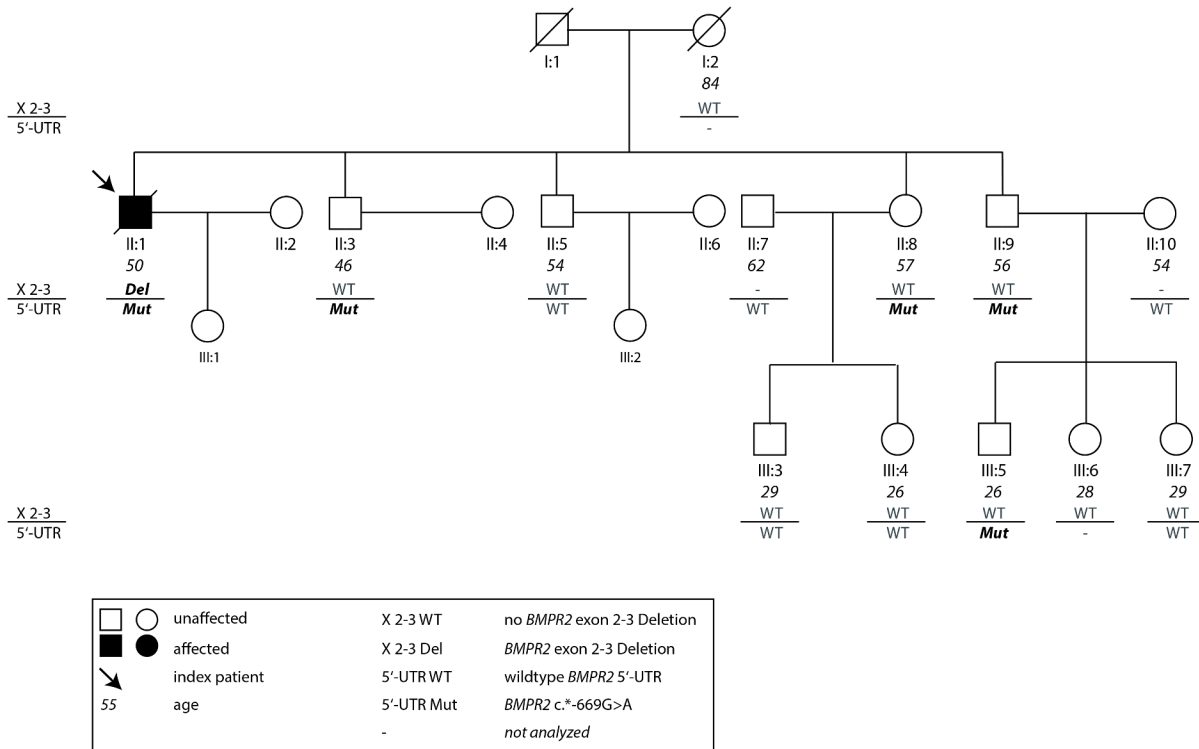 I:1 I:2
84
X 2-3 WT
5'-UTR -
II:1 II:2 II:3 II:4 II:5 II:6 II:7 II:8 II:9 II:10
50 46 54 62 57 56 54
X 2-3 Del WT WT - WT WT -
5'-UTR Mut Mut WT WT Mut Mut WT
III:1 III:2
III:3 III:4 III:5 III:6 III:7
29 26 26 28 29
X 2-3 WT WT WT WT WT
5'-UTR WT WT Mut - WT
unaffected X 2-3 WT no BMPR2 exon 2-3 Deletion
affected X 2-3 Del BMPR2 exon 2-3 Deletion
index patient 5'-UTR WT wildtype BMPR2 5'-UTR
55 age 5'-UTR Mut BMPR2 c.*-669G>A
- not analyzed